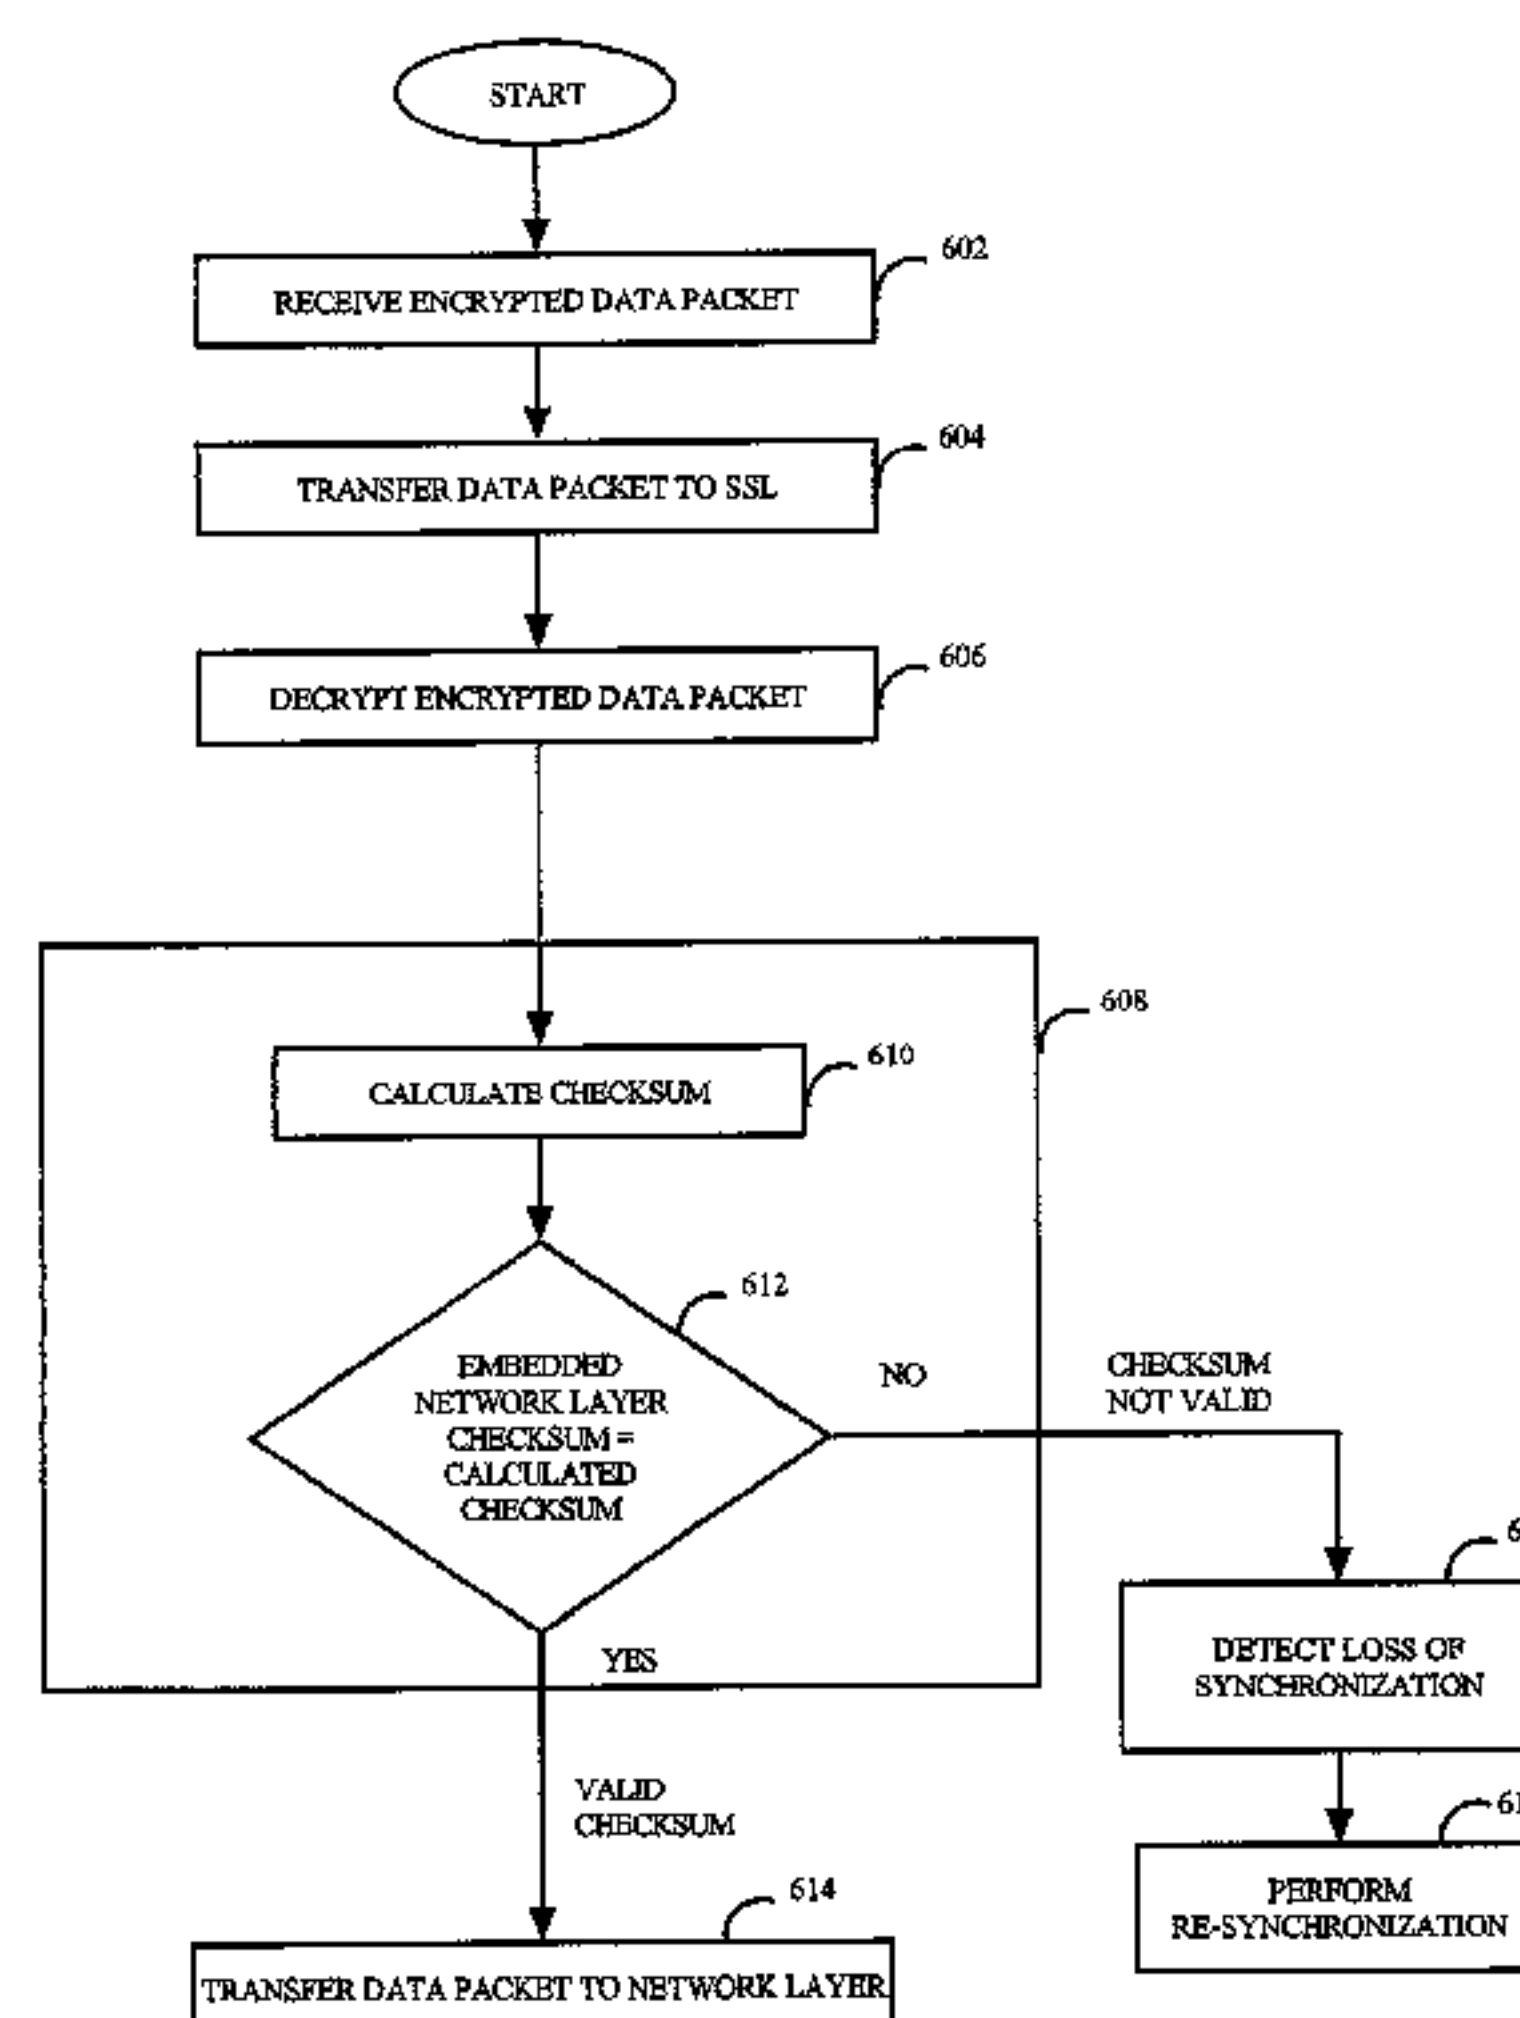 START
602
RECEIVE ENCRYPTED DATA PACKET
604
TRANSFER DATA PACKET TO SSL
606
DECRYPT ENCRYPTED DATA PACKET
608
610
CALCULATE CHECKSUM
612
EMBEDDED
NETWORK LAYER
CHECKSUM =
CALCULATED
CHECKSUM
NO
CHECKSUM
NOT VALID
DETECT LOSS OF
SYNCHRONIZATION
YES
VALID
CHECKSUM
PERFORM
RE-SYNCHRONIZATION
614
TRANSFER DATA PACKET TO NETWORK LAYER